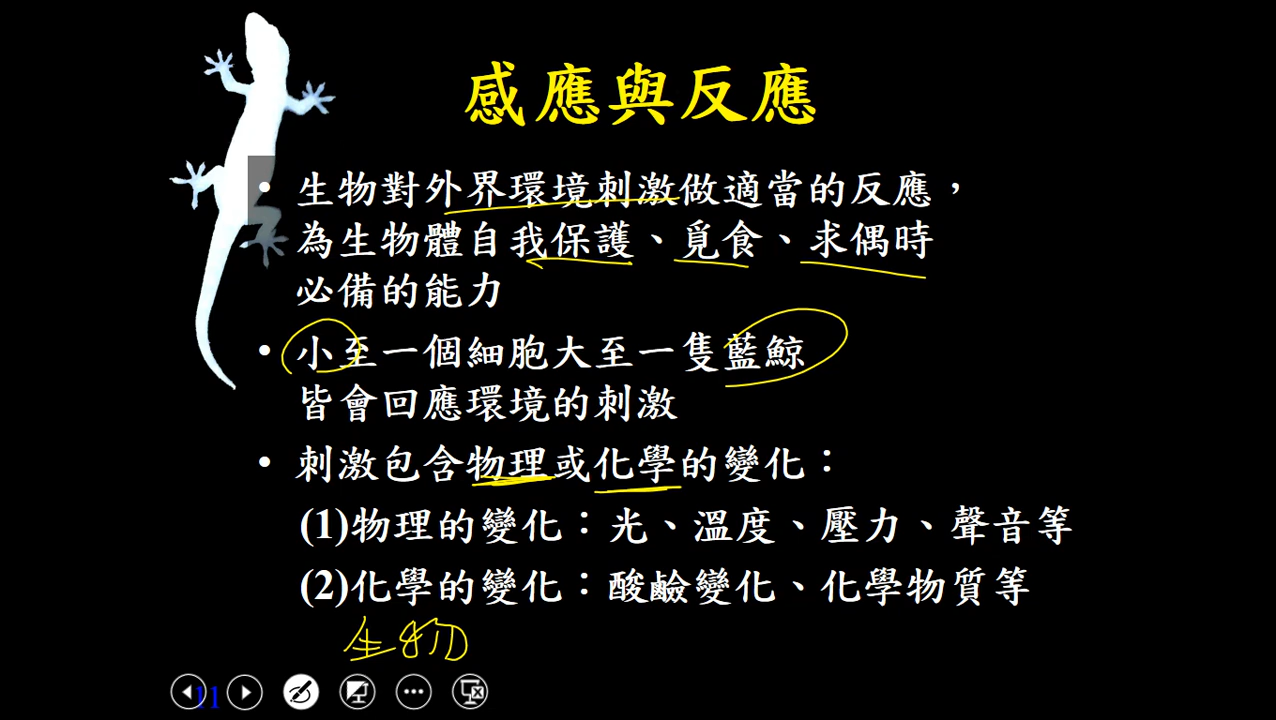 感應與反應
• 生物對外界環境刺激做適當的反應，
為生物體自我保護、覓食、求偶時
必備的能力
• 小至一個細胞大至一隻藍鯨
皆會回應環境的刺激
• 刺激包含物理或化學的變化：
(1)物理的變化：光、溫度、壓力、聲音等
(2)化學的變化：酸鹼變化、化學物質等
生物
11